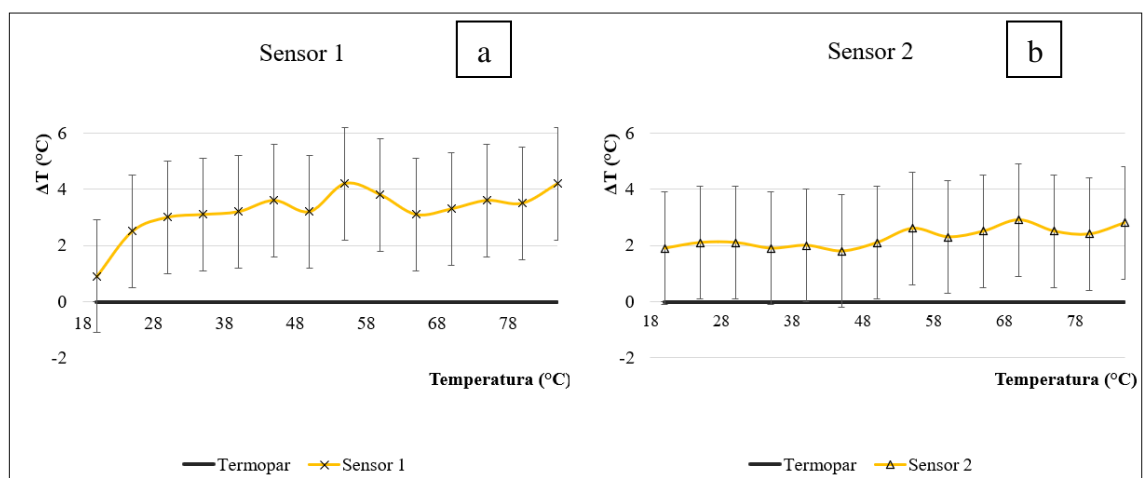 Sensor 1
a
ΔT (°C)
6
4
2
0
-2
18
28
38
48
58
68
78
Temperatura (°C)
Termopar
Sensor 1
Sensor 2
b
ΔT (°C)
6
4
2
0
-2
18
28
38
48
58
68
78
Temperatura (°C)
Termopar
Sensor 2